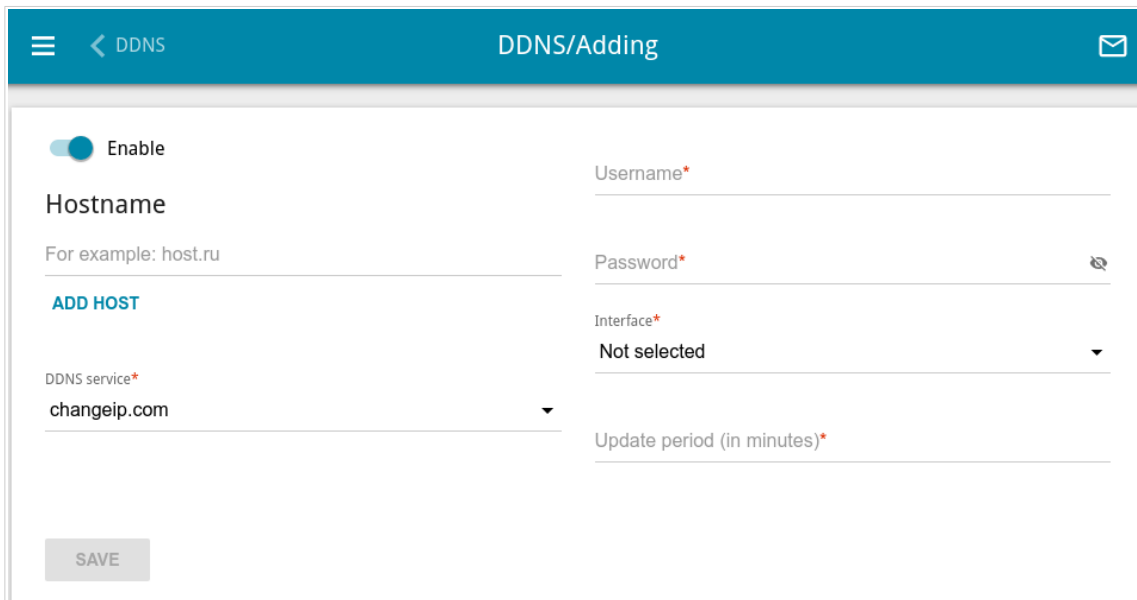 DDNS
DDNS/Adding
Enable
Hostname
For example: host.ru
ADD HOST
DDNS service*
changeip.com
Username*
Password*
Interface*
Not selected
Update period (in minutes)*
SAVE